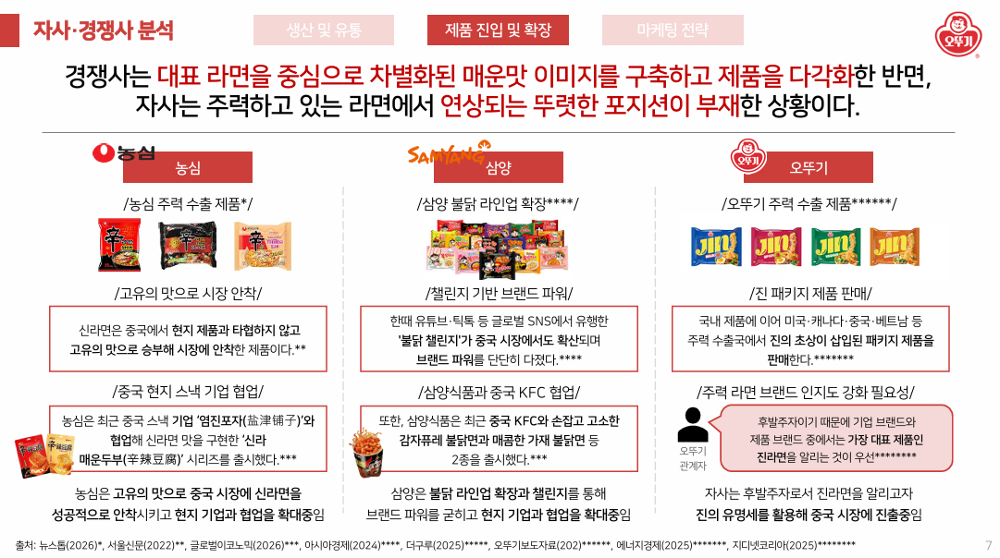 자사·경쟁사 분석
생산 및 유통
제품 진입 및 확장
마케팅 전략
오뚜기
경쟁사는 대표 라면을 중심으로 차별화된 매운맛 이미지를 구축하고 제품을 다각화한 반면,
자사는 주력하고 있는 라면에서 연상되는 뚜렷한 포지션이 부재한 상황이다.
농심
농심
/농심 주력 수출 제품*/
/고유의 맛으로 시장 안착/
신라면은 중국에서 현지 제품과 타협하지 않고
고유의 맛으로 승부해 시장에 안착한 제품이다.**
/중국 현지 스낵 기업 협업/
농심은 최근 중국 스낵 기업 '염진포자(盐津铺子)'와
협업해 신라면 맛을 구현한 '신라
매운두부(辛辣豆腐)' 시리즈를 출시했다.***
농심은 고유의 맛으로 중국 시장에 신라면을
성공적으로 안착시키고 현지 기업과 협업을 확대중임
SAMYANG
삼양
/삼양 불닭 라인업 확장****/
/챌린지 기반 브랜드 파워/
한때 유튜브·틱톡 등 글로벌 SNS에서 유행한
'불닭 챌린지'가 중국 시장에서도 확산되며
브랜드 파워를 단단히 다졌다.****
/삼양식품과 중국 KFC 협업/
또한, 삼양식품은 최근 중국 KFC와 손잡고 고소한
감자퓨레 불닭면과 매콤한 가재 불닭면 등
2종을 출시했다.***
삼양은 불닭 라인업 확장과 챌린지를 통해
브랜드 파워를 굳히고 현지 기업과 협업을 확대중임
오뚜기
오뚜기
/오뚜기 주력 수출 제품******/
JIN
JIN
JIN
JIN
/진 패키지 제품 판매/
국내 제품에 이어 미국·캐나다·중국·베트남 등
주력 수출국에서 진의 초상이 삽입된 패키지 제품을
판매한다.*******
/주력 라면 브랜드 인지도 강화 필요성/
오뚜기
관계자
후발주자이기 때문에 기업 브랜드와
제품 브랜드 중에서는 가장 대표 제품인
진라면을 알리는 것이 우선********
자사는 후발주자로서 진라면을 알리고자
진의 유명세를 활용해 중국 시장에 진출중임
출처: 뉴스톱(2026)*, 서울신문(2022)**, 글로벌이코노믹(2026)***, 아시아경제(2024)****, 더구루(2025)*****, 오뚜기보도자료(202)******, 에너지경제(2025)*******, 지디넷코리아(2025)********
7